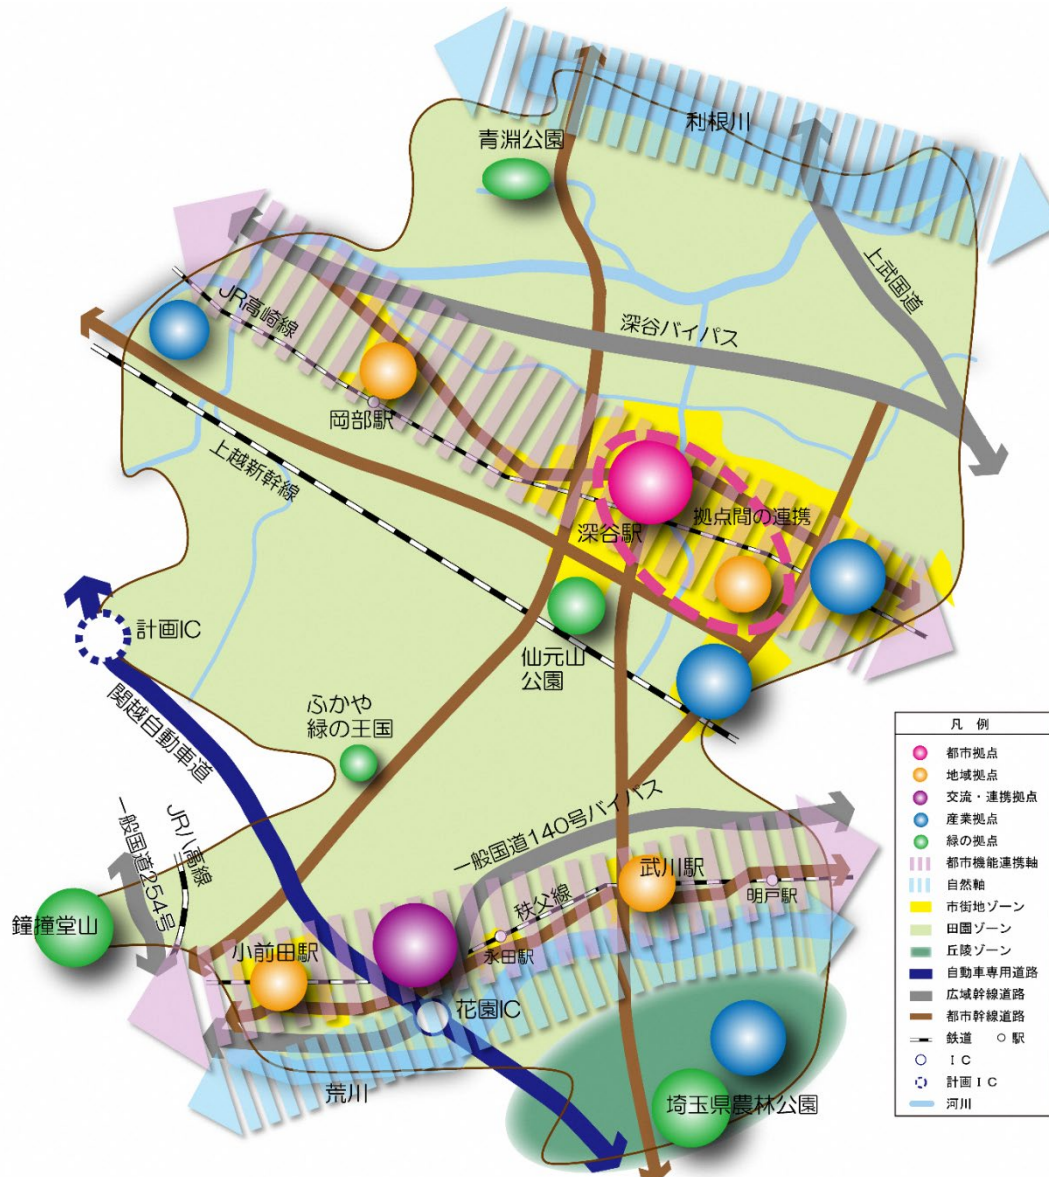 利根川
青淵公園
上武国道
JR高崎線
深谷バイパス
岡部駅
上越新幹線
拠点間の連携
深谷駅
計画IC
仙元山
公園
関越自動車道
ふかや
緑の王国
一般国道254号
JR八高線
一般国道140号バイパス
武川駅
秩父線
明戸駅
鐘撞堂山
小前田駅
永田駅
花園IC
荒川
埼玉県農林公園
凡 例
都市拠点
地域拠点
交流・連携拠点
産業拠点
緑の拠点
都市機能連携軸
自然軸
市街地ゾーン
田園ゾーン
丘陵ゾーン
自動車専用道路
広域幹線道路
都市幹線道路
鉄道 ○駅
IC
計画IC
河川